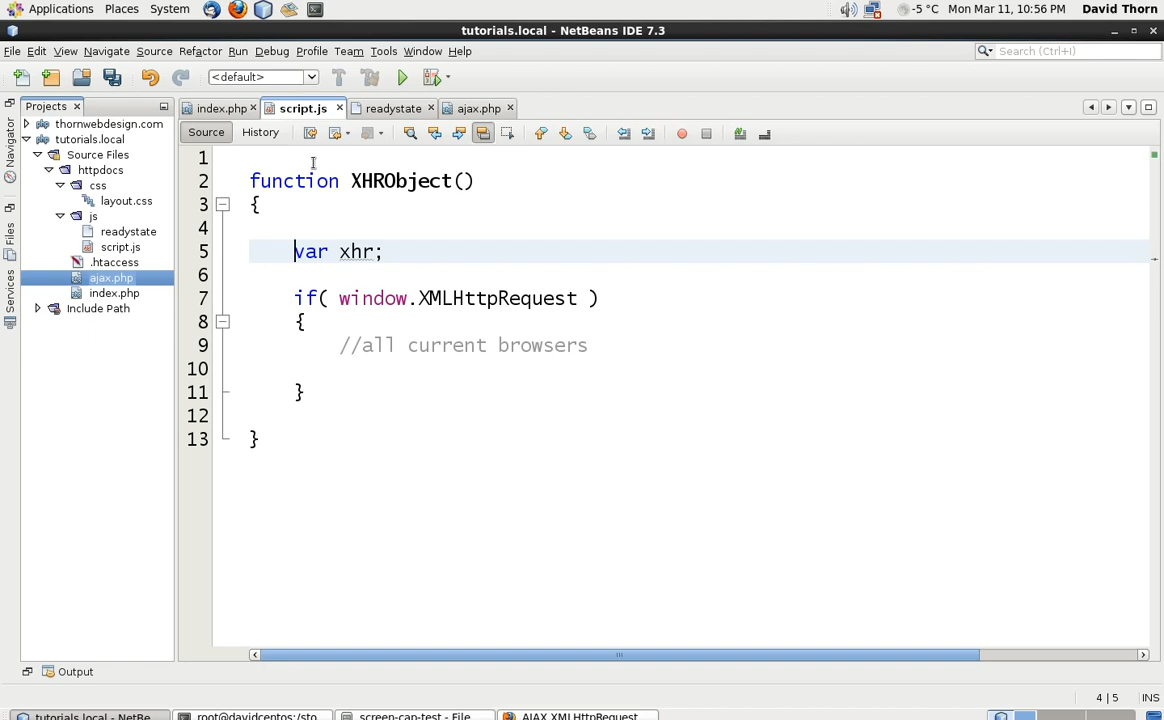 Applications Places System -5 °C Mon Mar 11, 10:56 PM David Thorn
tutorials.local - NetBeans IDE 7.3
File Edit View Navigate Source Refactor Run Debug Profile Team Tools Window Help Search (Ctrl+I)
<default>
Projects index.php script.js readystate ajax.php
Navigator
Files
Services
thornwebdesign.com
tutorials.local
Source Files
httpdocs
css
layout.css
js
readystate
script.js
.htaccess
ajax.php
index.php
Include Path
Source History
1
2 function XHRObject()
3 {
4
5 var xhr;
6
7 if( window.XMLHttpRequest )
8 {
9 //all current browsers
10
11 }
12
13 }
Output
4 | 5 INS
tutorials.local - NetBe... root@davidcentos:/sto... screen-cap-test - File ... AJAX XMLHttpRequest ...